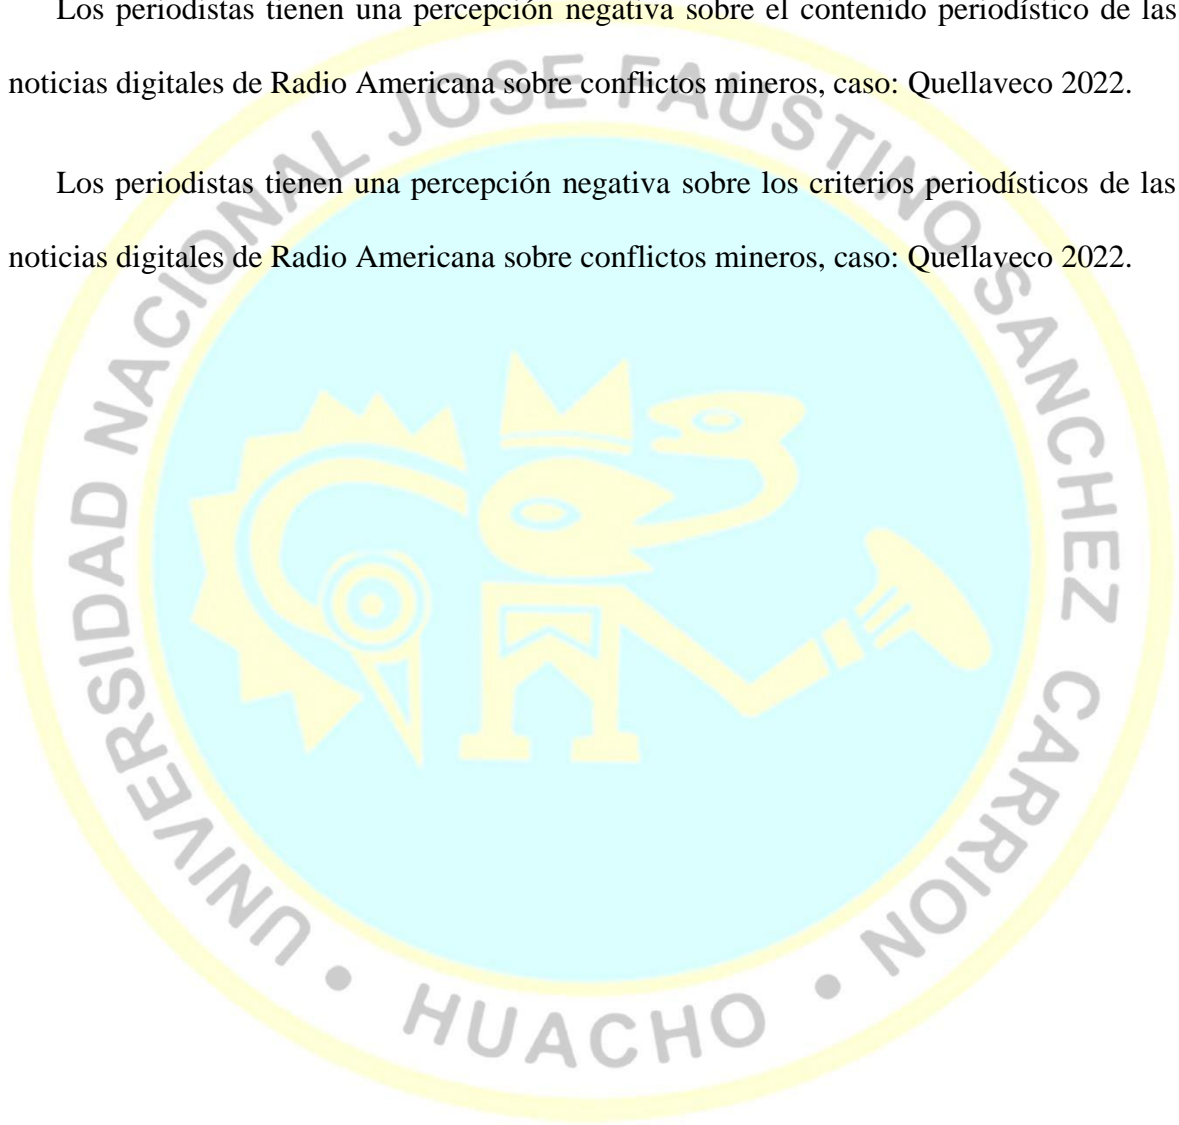 Los periodistas tienen una percepción negativa sobre el contenido periodístico de las
noticias digitales de Radio Americana sobre conflictos mineros, caso: Quellaveco 2022.
Los periodistas tienen una percepción negativa sobre los criterios periodísticos de las
noticias digitales de Radio Americana sobre conflictos mineros, caso: Quellaveco 2022.
UNIVERSIDAD NACIONAL JOSE FAUSTINO SANCHEZ CARRION
• HUACHO •